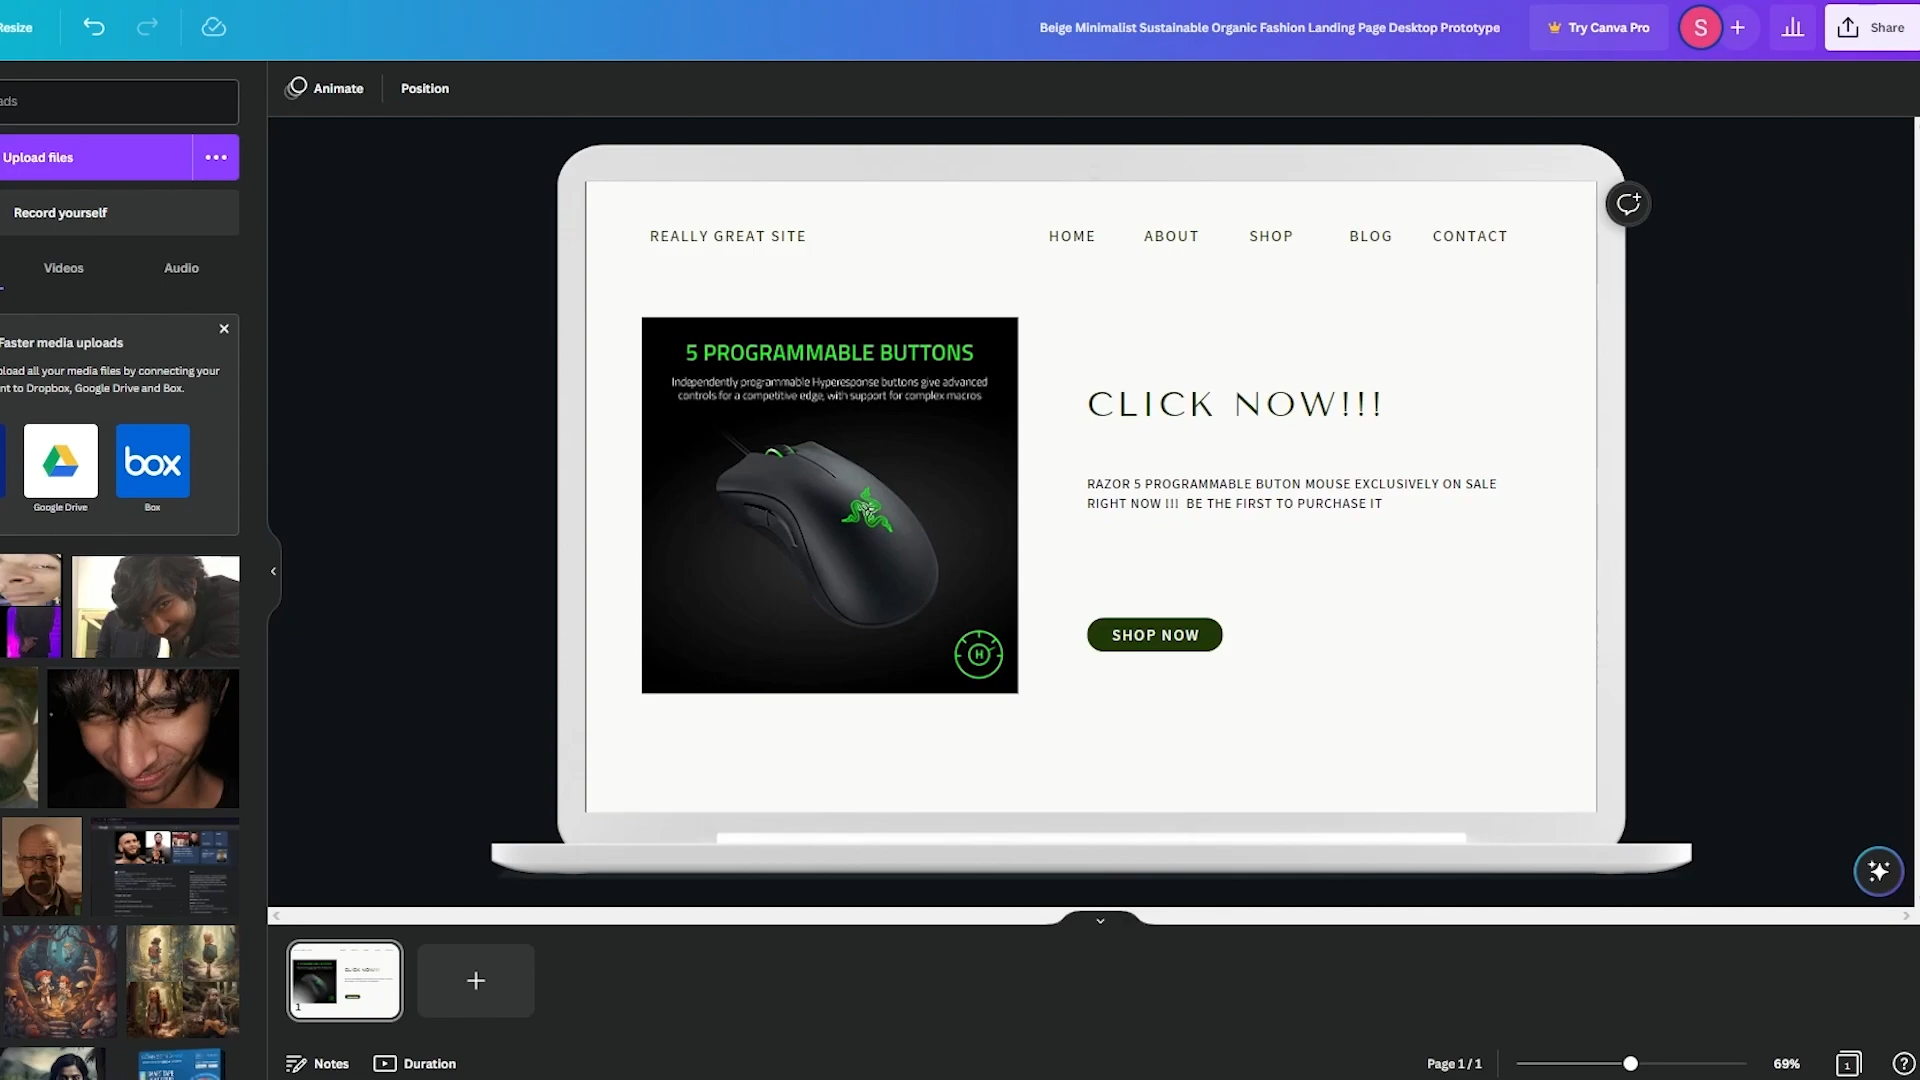 Resize
Beige Minimalist Sustainable Organic Fashion Landing Page Desktop Prototype
Try Canva Pro
S
Share
ads
Animate
Position
Upload files
Record yourself
Videos
Audio
Faster media uploads
pload all your media files by connecting your
nt to Dropbox, Google Drive and Box.
box
Google Drive
Box
REALLY GREAT SITE
HOME
ABOUT
SHOP
BLOG
CONTACT
5 PROGRAMMABLE BUTTONS
Independently programmable Hyperesponse buttons give advanced
controls for a competitive edge, with support for complex macros
H
CLICK NOW!!!
RAZOR 5 PROGRAMMABLE BUTON MOUSE EXCLUSIVELY ON SALE
RIGHT NOW !!! BE THE FIRST TO PURCHASE IT
SHOP NOW
1
Notes
Duration
Page 1 / 1
69%
1
?